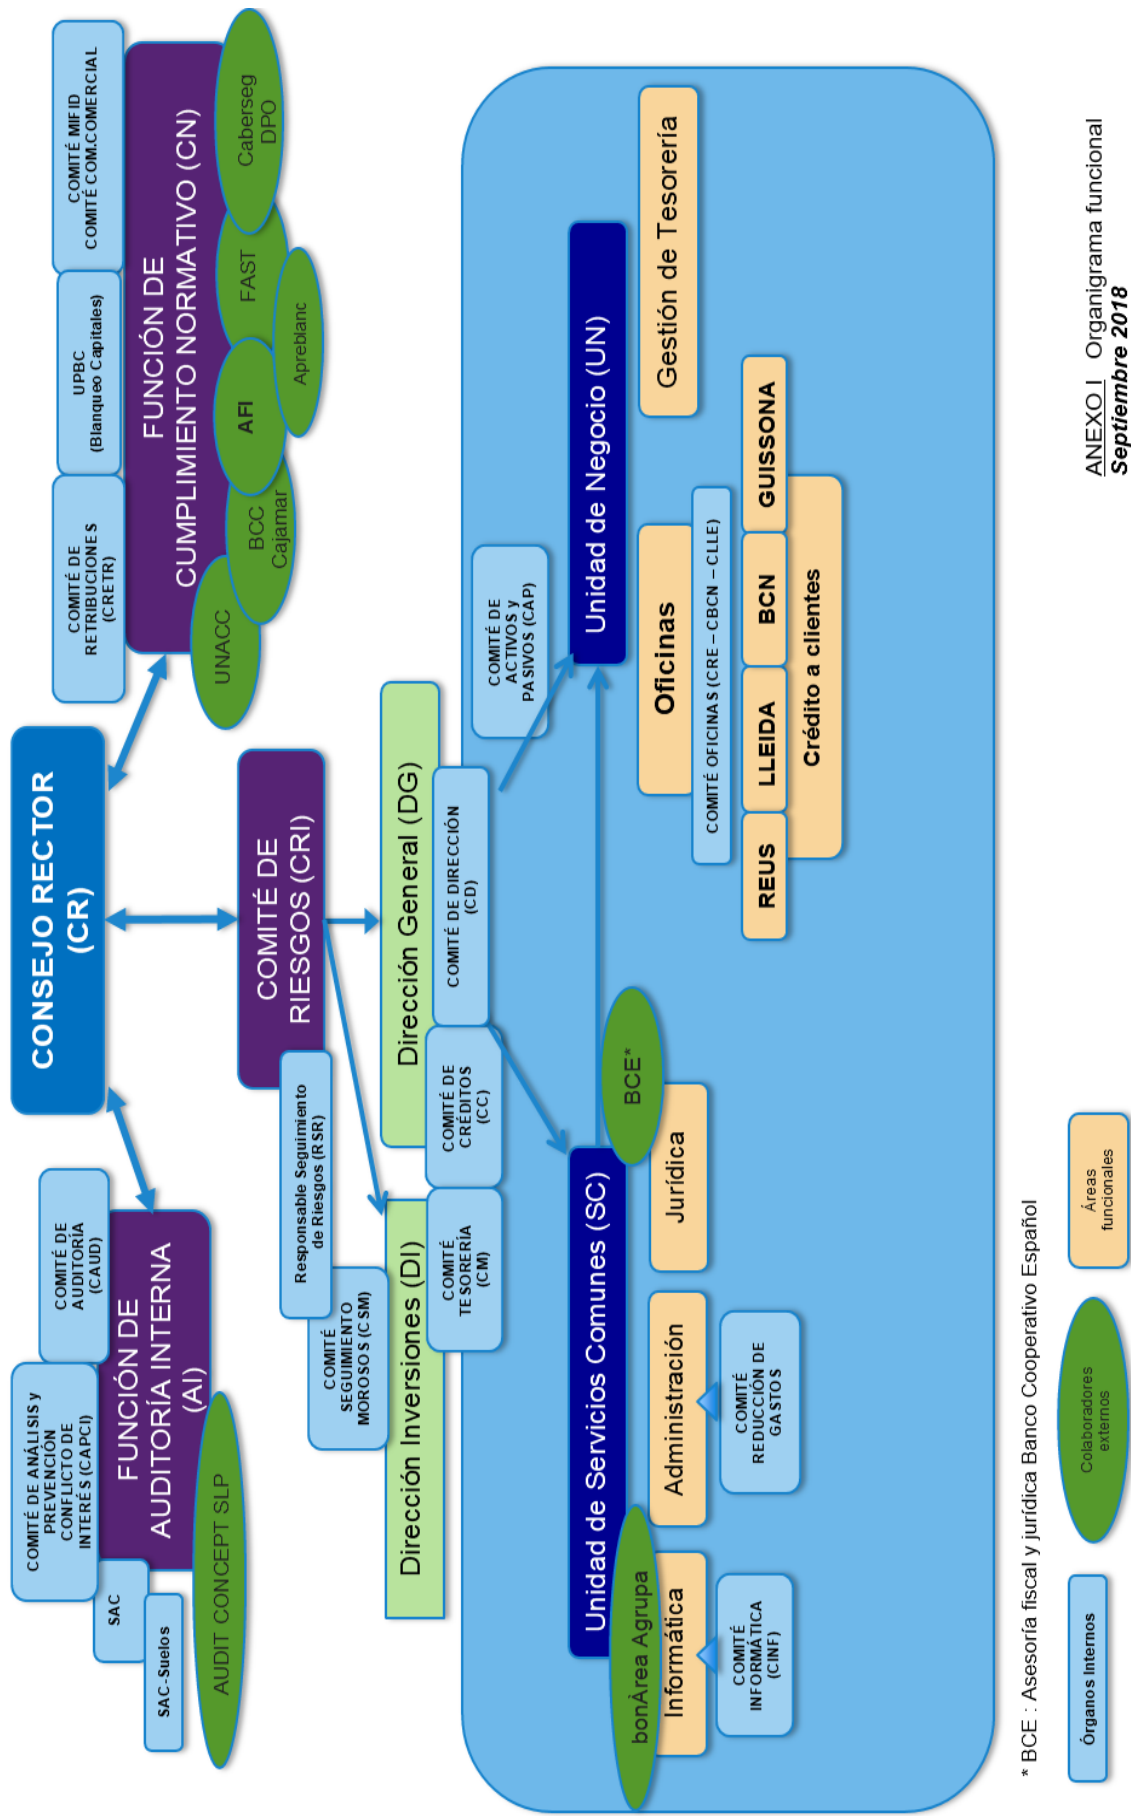 CONSEJO RECTOR
(CR)
COMITÉ DE ANÁLISIS y
PREVENCIÓN
CONFLICTO DE
INTERÉS (CAPCI)
COMITÉ DE
AUDITORÍA
(CAUD)
SAC
SAC-Suelos
FUNCIÓN DE
AUDITORÍA INTERNA
(AI)
AUDIT CONCEPT SLP
COMITÉ DE
RETRIBUCIONES
(CRETR)
UPBC
(Blanqueo Capitales)
COMITÉ MIFID
COMITÉ COM.COMERCIAL
FUNCIÓN DE
CUMPLIMIENTO NORMATIVO (CN)
UNACC
BCC
Cajamar
AFI
Apreblanc
FAST
Caberseg
DPO
COMITÉ DE
RIESGOS (CRI)
Responsable Seguimiento
de Riesgos (RSR)
COMITÉ
SEGUIMIENTO
MOROSOS (CSM)
Dirección Inversiones (DI)
Dirección General (DG)
COMITÉ
TESORERÍA
(CM)
COMITÉ DE
CRÉDITOS
(CC)
COMITÉ DE DIRECCIÓN
(CD)
COMITÉ DE
ACTIVOS y
PASIVOS (CAP)
Unidad de Servicios Comunes (SC)
Unidad de Negocio (UN)
bonÀrea Agrupa
Informática
Administración
Jurídica
BCE*
COMITÉ
INFORMÁTICA
(CINF)
COMITÉ
REDUCCIÓN DE
GASTOS
Oficinas
Gestión de Tesorería
COMITÉ OFICINAS (CRE – CBCN – CLLE)
REUS
LLEIDA
BCN
GUISSONA
Crédito a clientes
* BCE : Asesoría fiscal y jurídica Banco Cooperativo Español
Órganos Internos
Colaboradores
externos
Áreas
funcionales
ANEXO I Organigrama funcional
Septiembre 2018